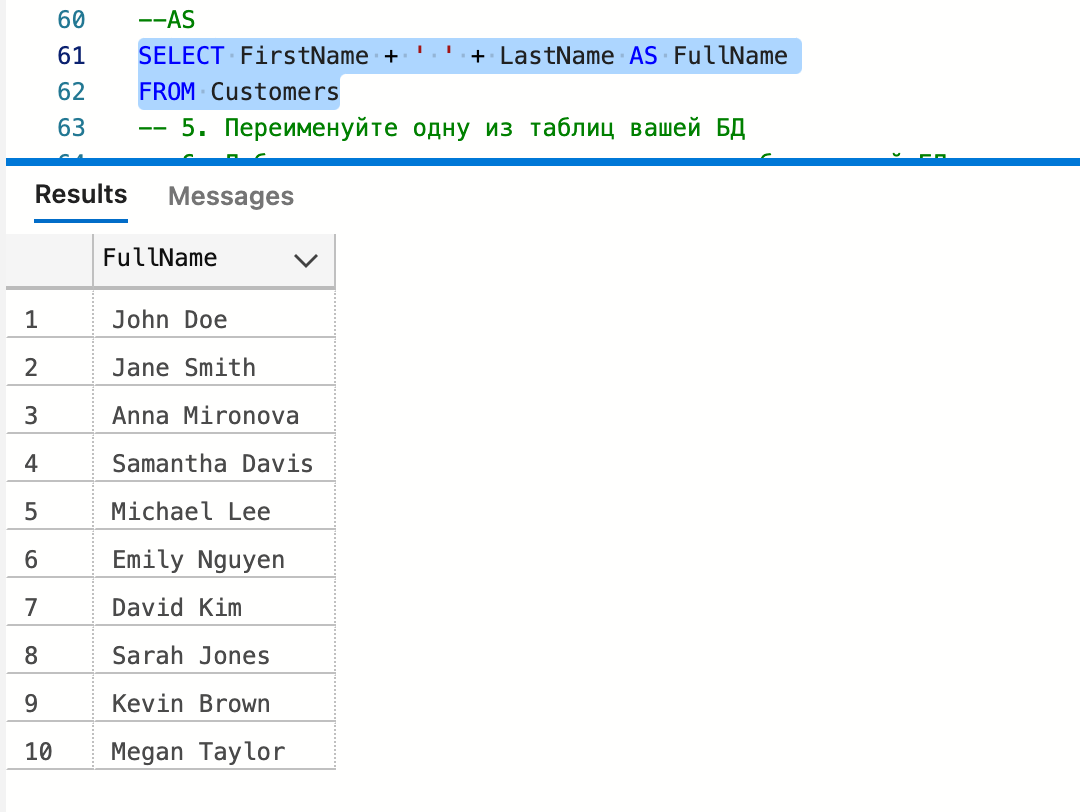 60 --AS
61 SELECT FirstName + ' ' + LastName AS FullName
62 FROM Customers
63 -- 5. Переименуйте одну из таблиц вашей БД
Results Messages
FullName
1 John Doe
2 Jane Smith
3 Anna Mironova
4 Samantha Davis
5 Michael Lee
6 Emily Nguyen
7 David Kim
8 Sarah Jones
9 Kevin Brown
10 Megan Taylor